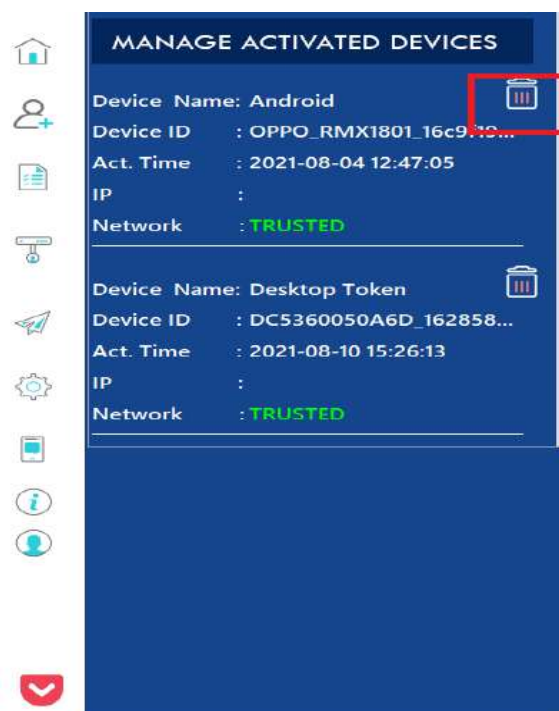 MANAGE ACTIVATED DEVICES
Device Name: Android
Device ID : OPPO_RMX1801_16c9f19...
Act. Time : 2021-08-04 12:47:05
IP :
Network : TRUSTED
Device Name: Desktop Token
Device ID : DC5360050A6D_162858...
Act. Time : 2021-08-10 15:26:13
IP :
Network : TRUSTED